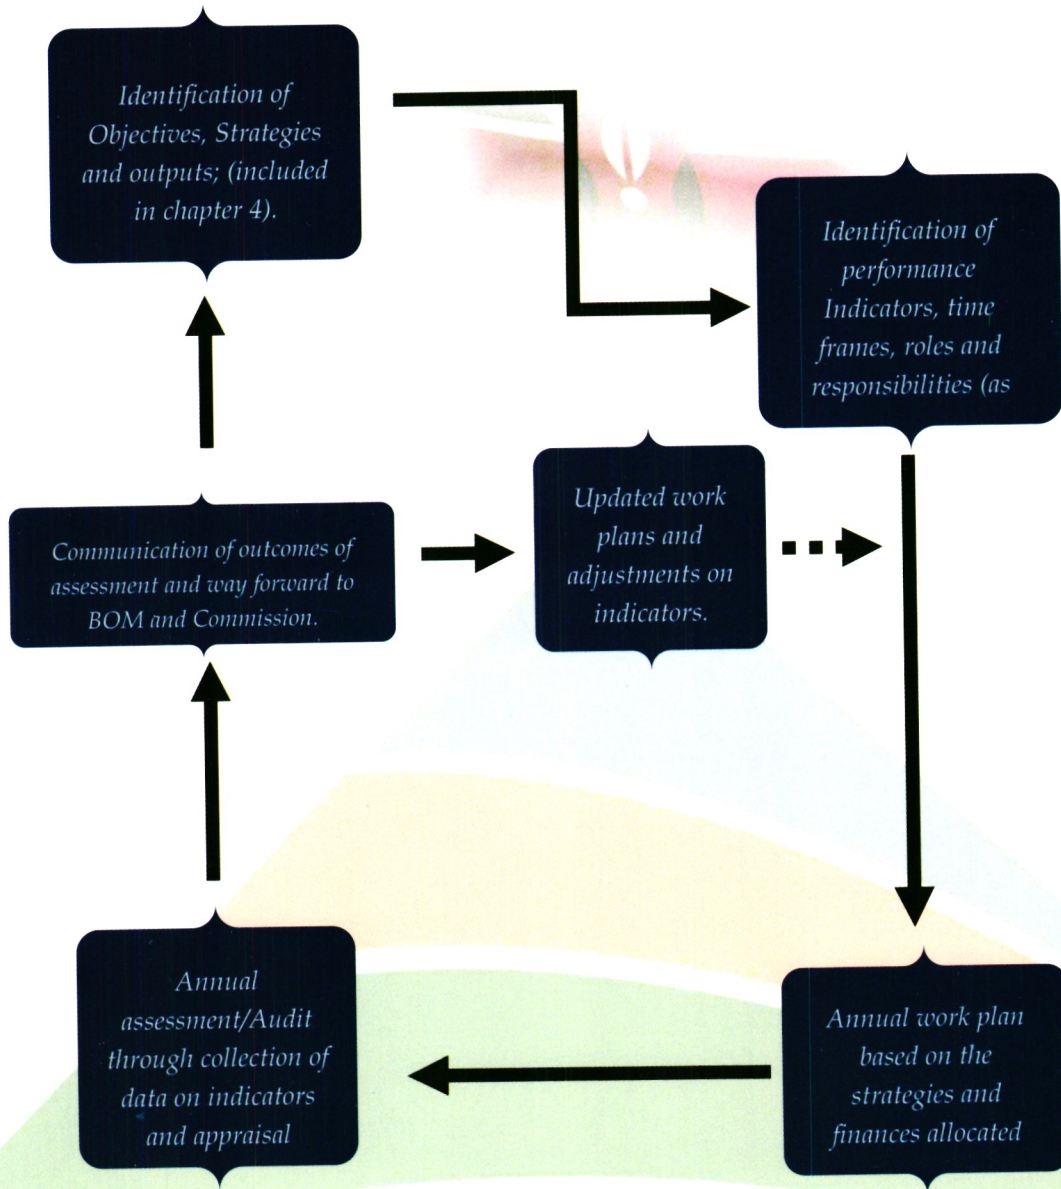 Identification of
Objectives, Strategies
and outputs; (included
in chapter 4).
Identification of
performance
Indicators, time
frames, roles and
responsibilities (as
Communication of outcomes of
assessment and way forward to
BOM and Commission.
Updated work
plans and
adjustments on
indicators.
Annual
assessment/Audit
through collection of
data on indicators
and appraisal
Annual work plan
based on the
strategies and
finances allocated